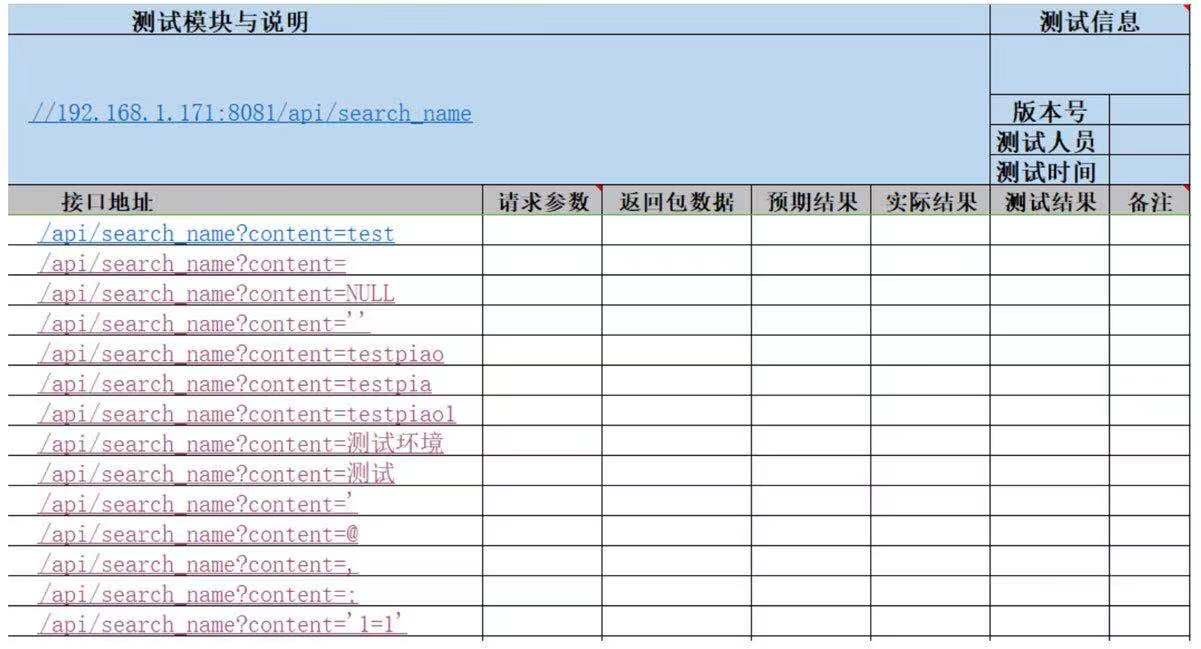 测试模块与说明 测试信息
//192.168.1.171:8081/api/search_name
版本号
测试人员
测试时间
接口地址 请求参数 返回包数据 预期结果 实际结果 测试结果 备注
/api/search_name?content=test
/api/search_name?content=
/api/search_name?content=NULL
/api/search_name?content=''
/api/search_name?content=testpiao
/api/search_name?content=testpia
/api/search_name?content=testpiao1
/api/search_name?content=测试环境
/api/search_name?content=测试
/api/search_name?content='
/api/search_name?content=@
/api/search_name?content=,
/api/search_name?content=;
/api/search_name?content='1=1'